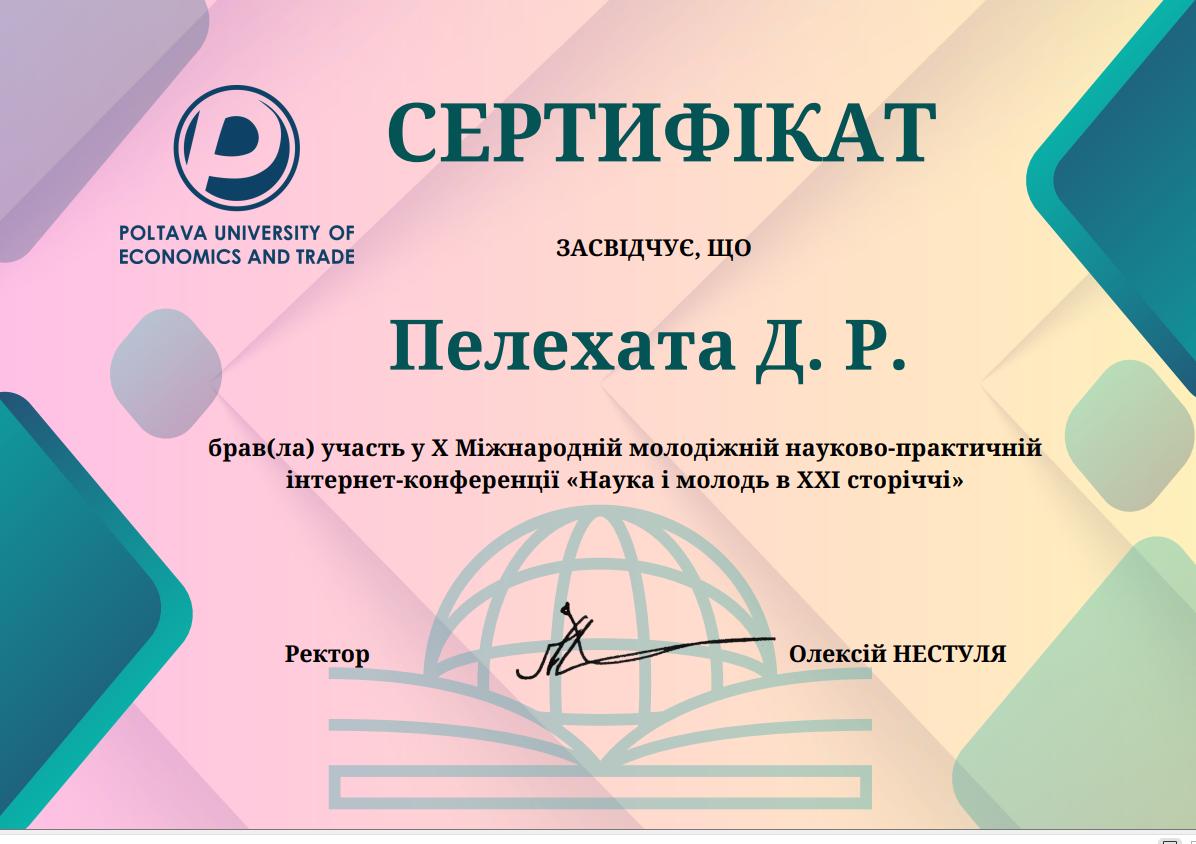 СЕРТИФІКАТ
POLTAVA UNIVERSITY OF
ECONOMICS AND TRADE
ЗАСВІДЧУЄ, ЩО
Пелехата Д. Р.
брав(ла) участь у X Міжнародній молодіжній науково-практичній
інтернет-конференції «Наука і молодь в XXI сторіччі»
Ректор Олексій НЕСТУЛЯ